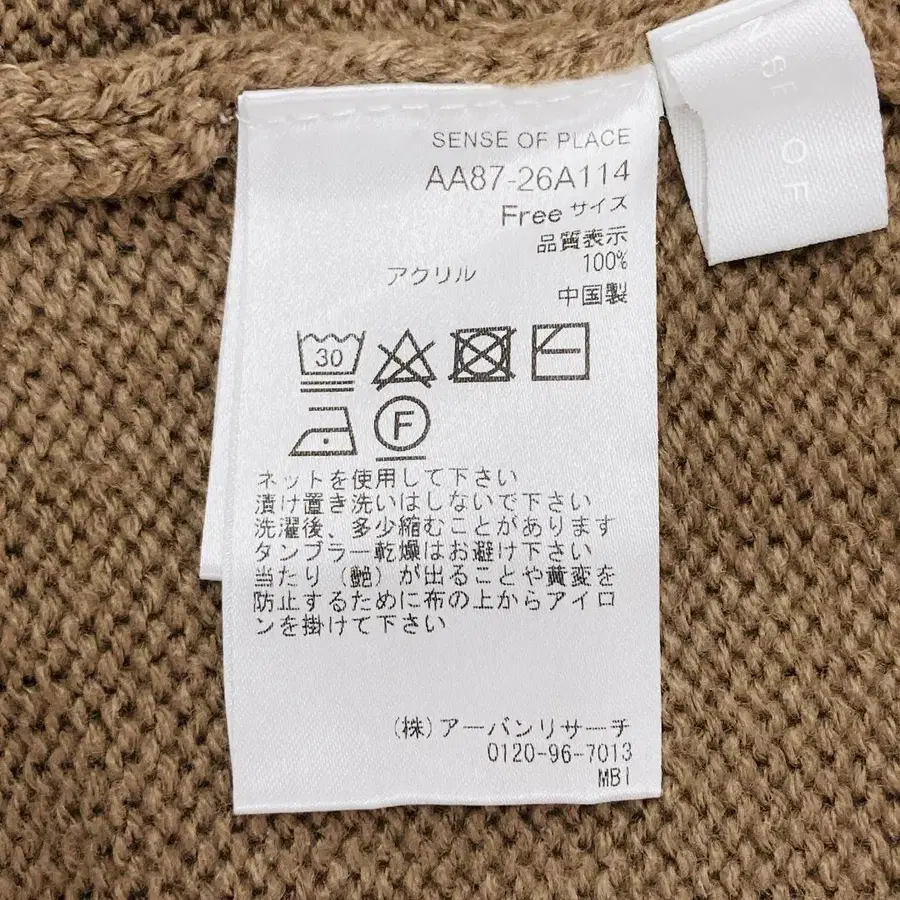 SENSE OF PLACE
AA87-26A114
Free サイズ
品質表示
アクリル 100%
中国製
30
F
ネットを使用して下さい
漬け置き洗いはしないで下さい
洗濯後、多少縮むことがあります
タンブラー乾燥はお避け下さい
当たり（艶）が出ることや黄変を
防止するために布の上からアイロ
ンを掛けて下さい
(株)アーバンリサーチ
0120-96-7013
MBI
NSE OF
OF